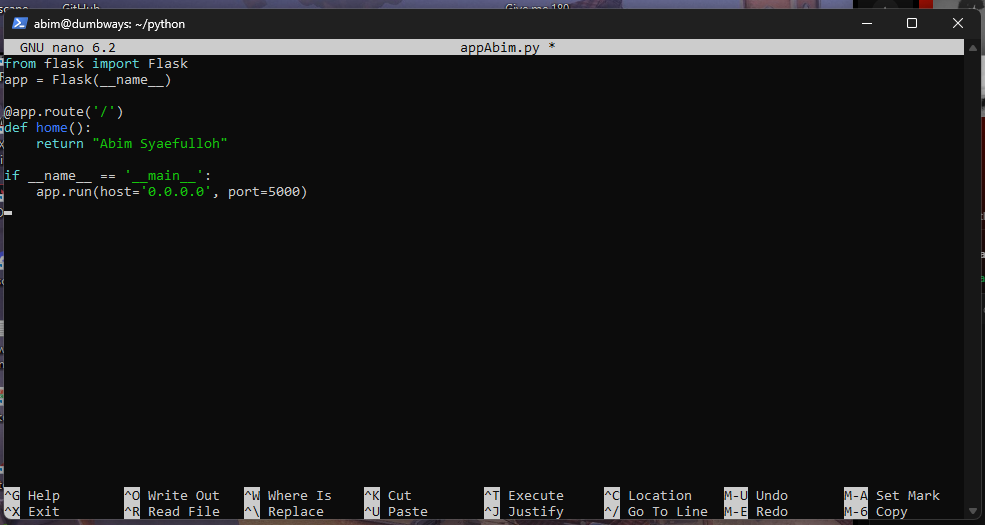 GitHub
abim@dumbways: ~/python
GNU nano 6.2 appAbim.py *
from flask import Flask
app = Flask(__name__)
@app.route('/')
def home():
    return "Abim Syaefulloh"
if __name__ == '__main__':
    app.run(host='0.0.0.0', port=5000)
^G Help ^O Write Out ^W Where Is ^K Cut ^T Execute ^C Location M-U Undo M-A Set Mark
^X Exit ^R Read File ^\ Replace ^U Paste ^J Justify ^/ Go To Line M-E Redo M-6 Copy